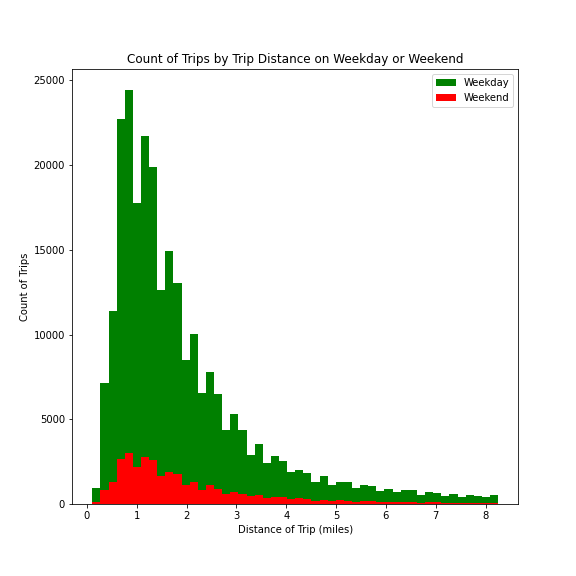 Count of Trips by Trip Distance on Weekday or Weekend
Weekday
Weekend
25000
20000
15000
10000
5000
0
Count of Trips
0 1 2 3 4 5 6 7 8
Distance of Trip (miles)